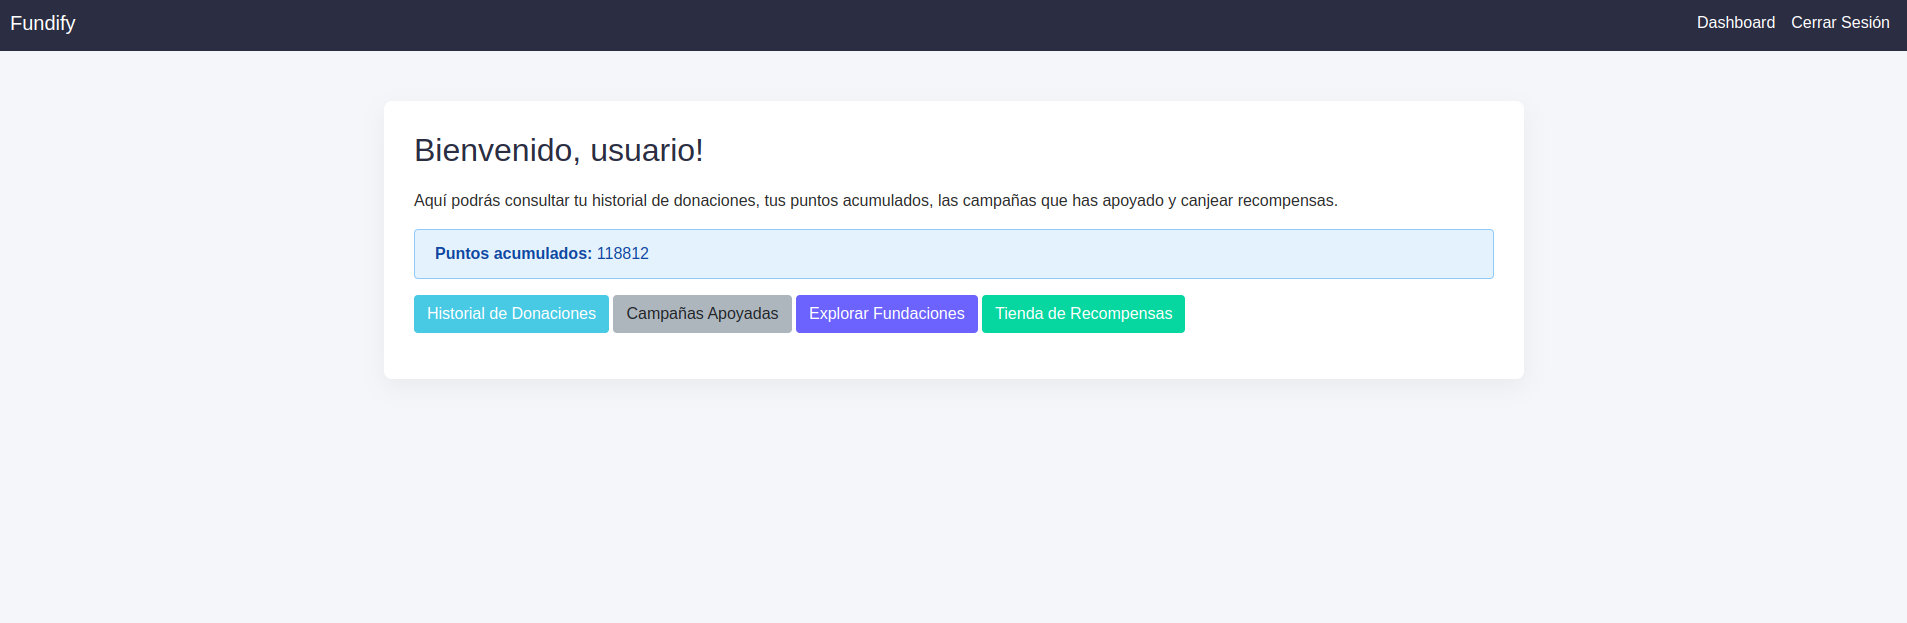 Fundify
Dashboard Cerrar Sesión
Bienvenido, usuario!
Aquí podrás consultar tu historial de donaciones, tus puntos acumulados, las campañas que has apoyado y canjear recompensas.
Puntos acumulados: 118812
Historial de Donaciones Campañas Apoyadas Explorar Fundaciones Tienda de Recompensas